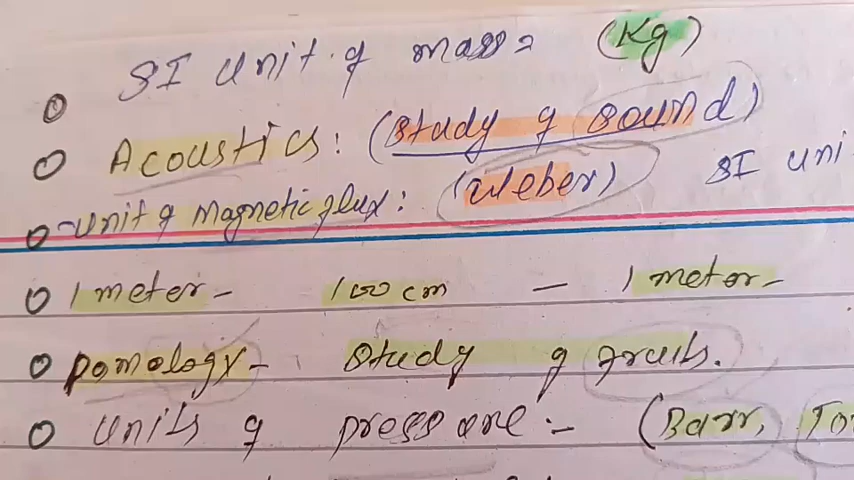 SI unit of mass = (Kg)
Acoustics: (Study of Sound)
-unit of Magnetic flux: (Weber) SI uni
1 meter- 100 cm — 1 meter-
pomology- Study of fruits.
Units of pressure:- (Barr, Tor